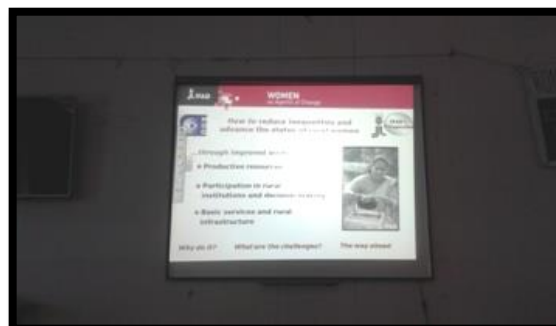 IFAD
WOMEN
as Agents of Change
How to reduce inequalities and
advance the status of rural women
...through improved
Productive resources
Participation in rural
institutions and decision-making
Basic services and rural
infrastructure
Why do it? What are the challenges? The way ahead